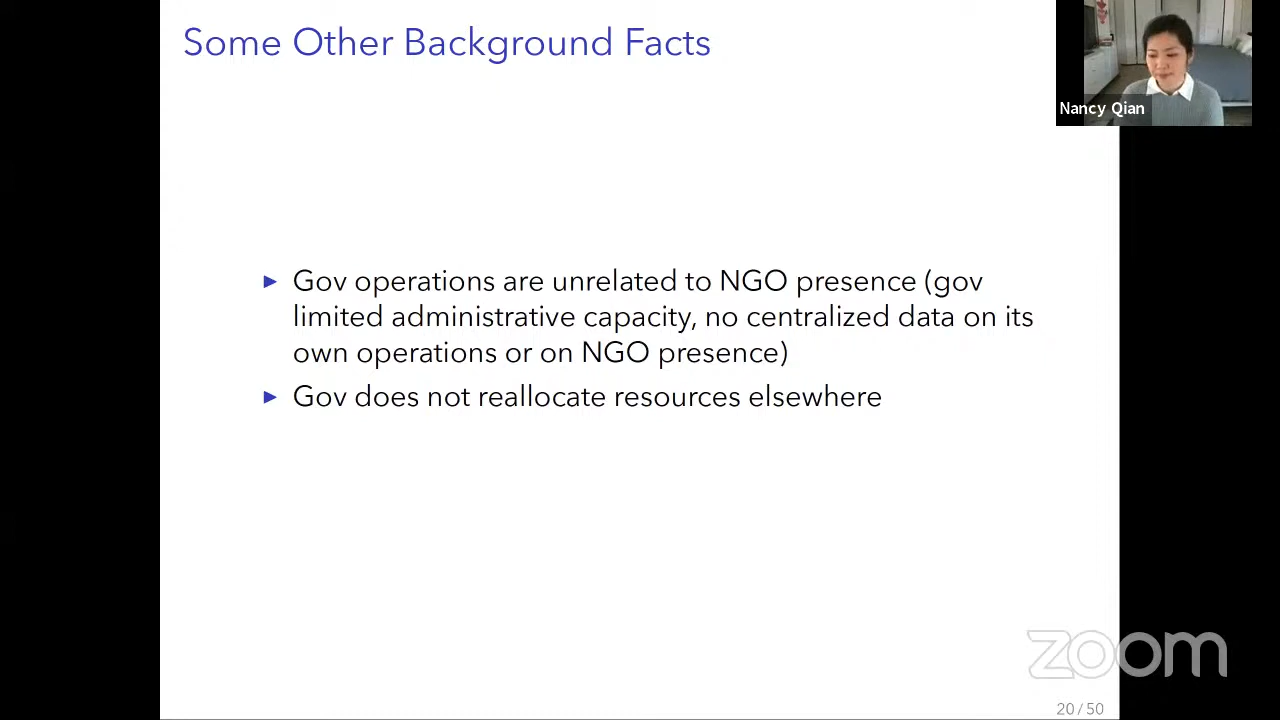 Some Other Background Facts
Nancy Qian
► Gov operations are unrelated to NGO presence (gov
limited administrative capacity, no centralized data on its
own operations or on NGO presence)
► Gov does not reallocate resources elsewhere
zoom
20 / 50